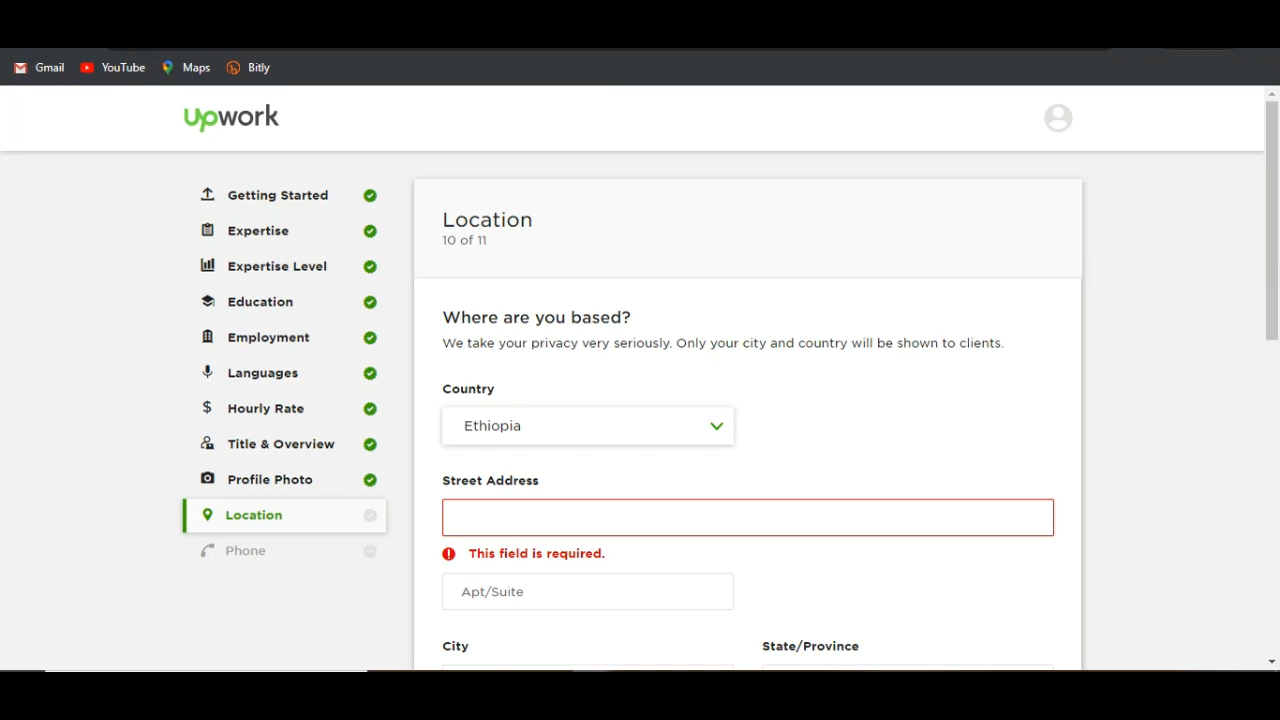 Gmail YouTube Maps Bitly
Upwork
Getting Started
Expertise
Expertise Level
Education
Employment
Languages
Hourly Rate
Title & Overview
Profile Photo
Location
Phone
Location
10 of 11
Where are you based?
We take your privacy very seriously. Only your city and country will be shown to clients.
Country
Ethiopia
Street Address
This field is required.
Apt/Suite
City State/Province